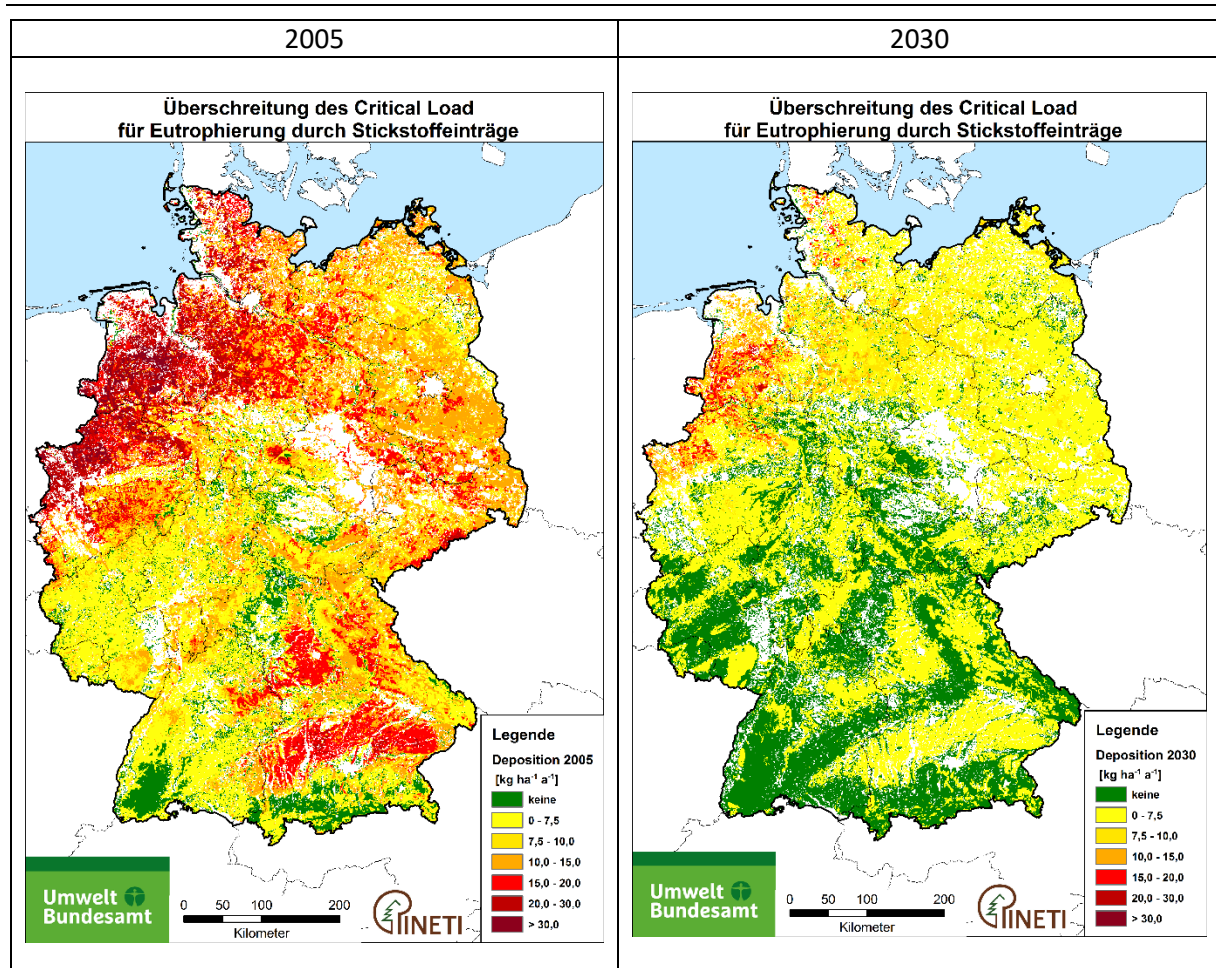 2005
2030
Überschreitung des Critical Load
für Eutrophierung durch Stickstoffeinträge
Legende
Deposition 2005
[kg ha⁻¹ a⁻¹]
keine
0 - 7,5
7,5 - 10,0
10,0 - 15,0
15,0 - 20,0
20,0 - 30,0
> 30,0
Umwelt
Bundesamt
0 50 100 200
Kilometer
PINETI
Überschreitung des Critical Load
für Eutrophierung durch Stickstoffeinträge
Legende
Deposition 2030
[kg ha⁻¹ a⁻¹]
keine
0 - 7,5
7,5 - 10,0
10,0 - 15,0
15,0 - 20,0
20,0 - 30,0
> 30,0
Umwelt
Bundesamt
0 50 100 200
Kilometer
PINETI